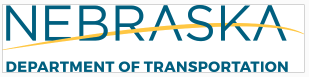 NEBRASKA
DEPARTMENT OF TRANSPORTATION